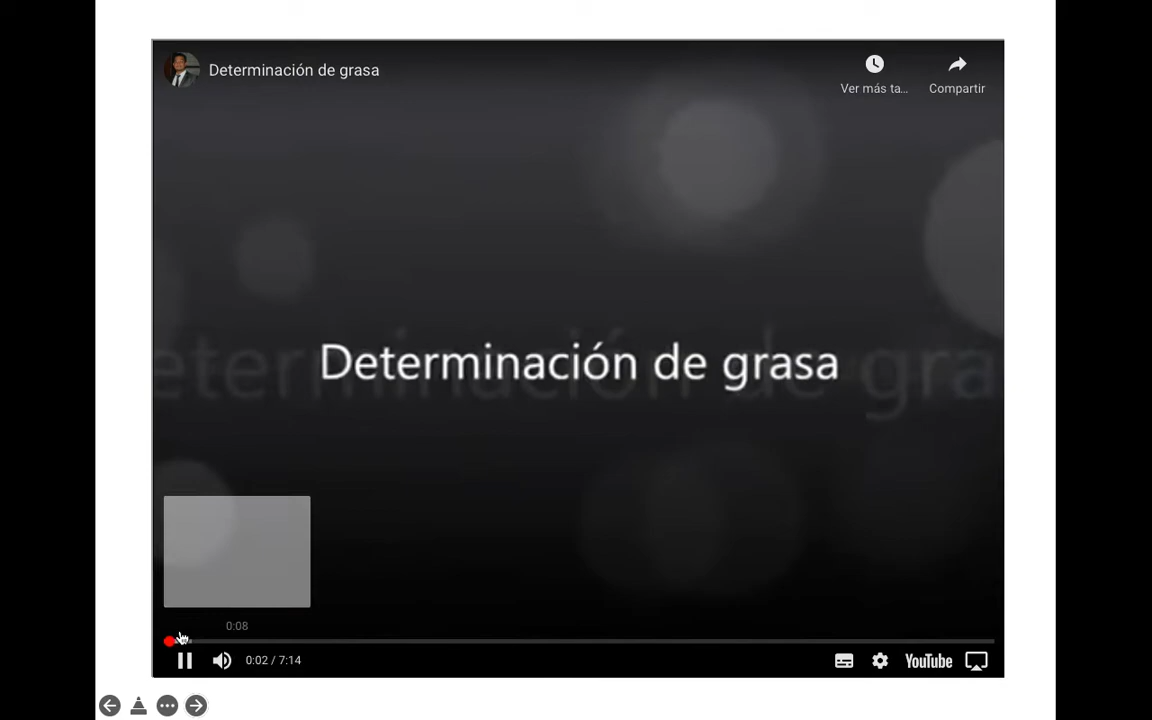 Determinación de grasa
Ver más ta...
Compartir
Determinación de grasa
0:08
0:02 / 7:14
YouTube